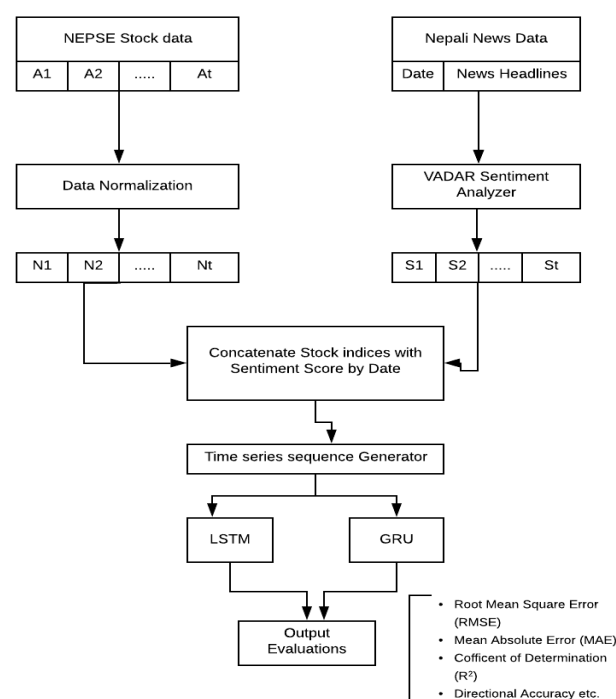 NEPSE Stock data
A1 A2 ..... At
Nepali News Data
Date News Headlines
Data Normalization
VADAR Sentiment
Analyzer
N1 N2 ..... Nt
S1 S2 ..... St
Concatenate Stock indices with
Sentiment Score by Date
Time series sequence Generator
LSTM
GRU
Output
Evaluations
• Root Mean Square Error
(RMSE)
• Mean Absolute Error (MAE)
• Cofficent of Determination
(R²)
• Directional Accuracy etc.